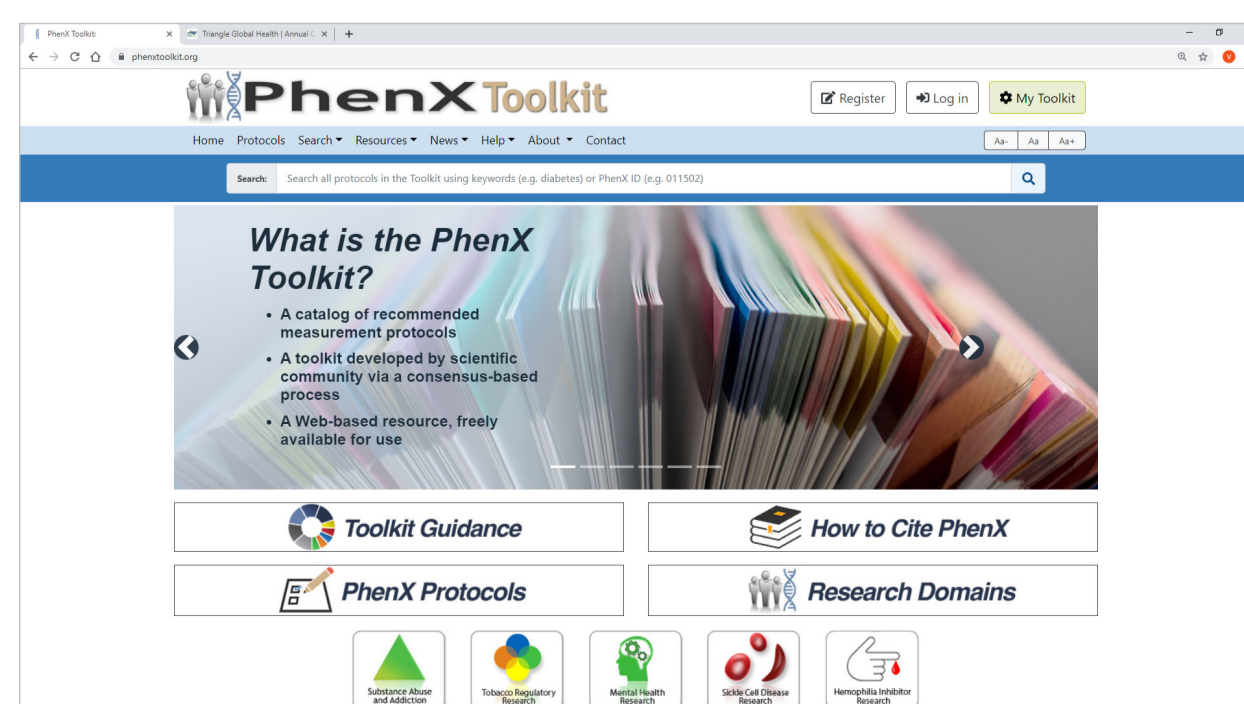 PhenX Toolkit:
Triangle Global Health | Annual C
phenxtoolkit.org
V
PhenX Toolkit
Register
Log in
My Toolkit
Home Protocols Search Resources News Help About Contact
Aa- Aa Aa+
Search: Search all protocols in the Toolkit using keywords (e.g. diabetes) or PhenX ID (e.g. 011502)
What is the PhenX
Toolkit?
• A catalog of recommended
measurement protocols
• A toolkit developed by scientific
community via a consensus-based
process
• A Web-based resource, freely
available for use
Toolkit Guidance
How to Cite PhenX
PhenX Protocols
Research Domains
Substance Abuse
and Addiction
Tobacco Regulatory
Research
Mental Health
Research
Sickle Cell Disease
Research
Hemophilia Inhibitor
Research